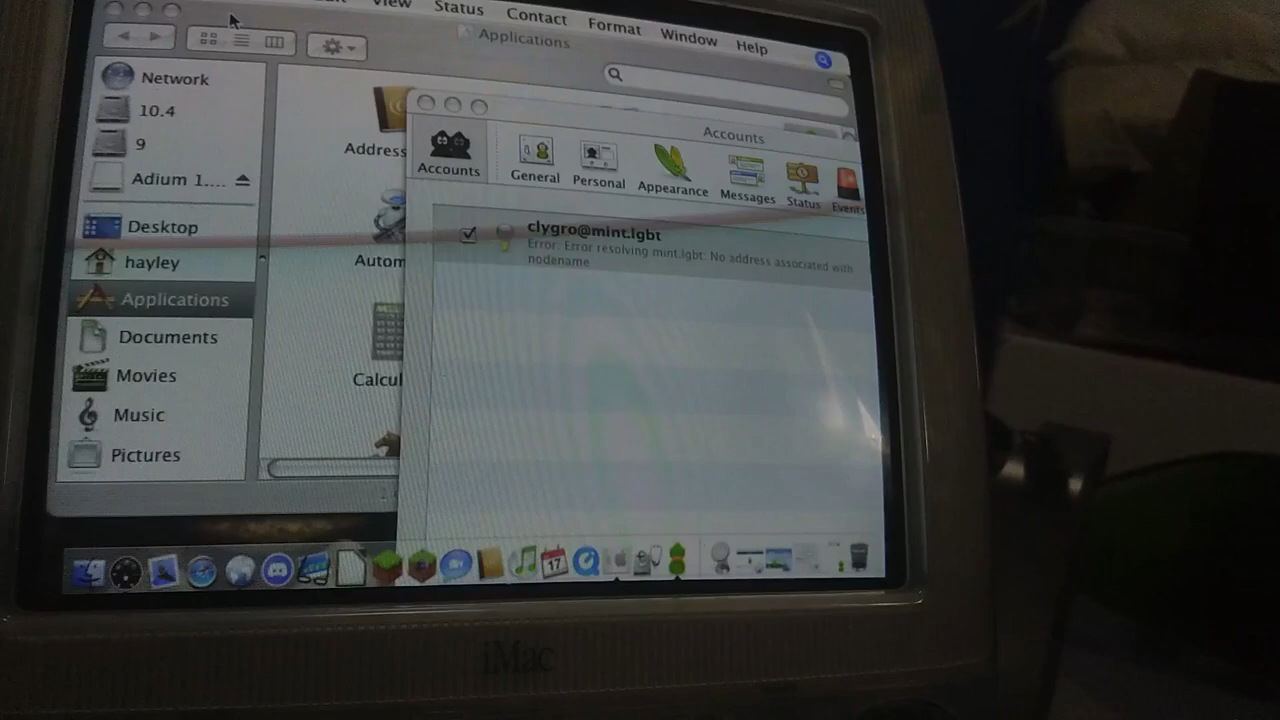 View Status Contact Format Window Help
Applications
Network
10.4
9
Adium 1....
Desktop
hayley
Applications
Documents
Movies
Music
Pictures
Address
Autom
Calcul
Accounts
Accounts
General
Personal
Appearance
Messages
Status
Events
clygro@mint.lgbt
Error: Error resolving mint.lgbt: No address associated with
nodename
17
iMac